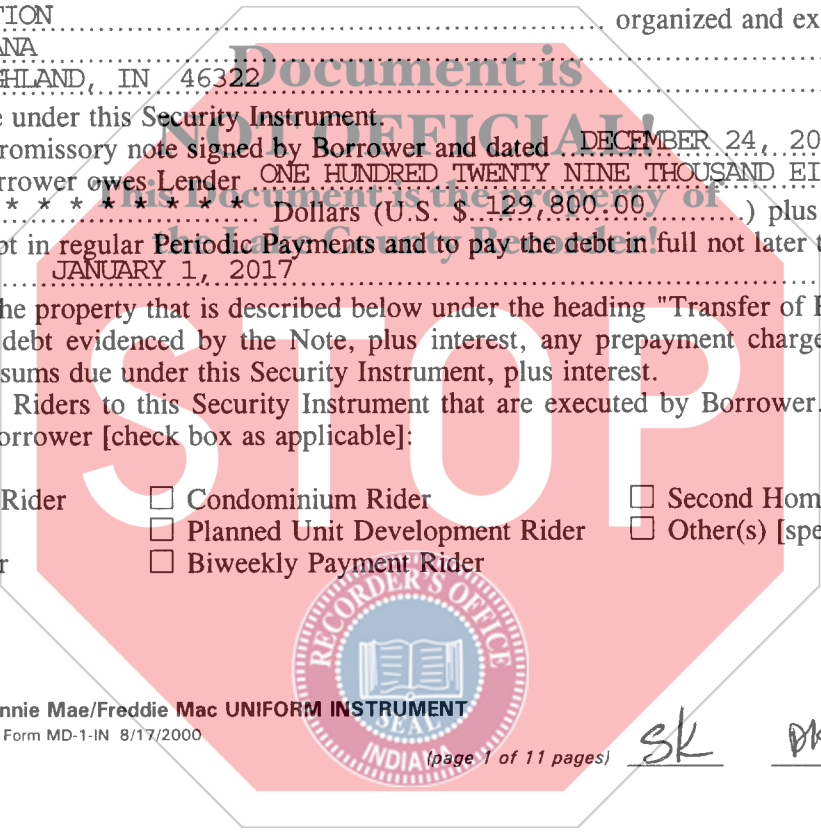 TION organized and ex
ANA
GHLAND, IN 46322
Document is
e under this Security Instrument.
NOT OFFICIAL!
romissory note signed by Borrower and dated DECEMBER 24, 20
rrower owes Lender ONE HUNDRED TWENTY NINE THOUSAND EI
This Document is the property of
* * * * * * * * Dollars (U.S. $ 129,800.00 ) plus
the Lake County Recorder!
bt in regular Periodic Payments and to pay the debt in full not later t
JANUARY 1, 2017
he property that is described below under the heading "Transfer of
debt evidenced by the Note, plus interest, any prepayment charge
sums due under this Security Instrument, plus interest.
Riders to this Security Instrument that are executed by Borrower.
orrower [check box as applicable]:
STOP
Rider ☐ Condominium Rider ☐ Second Hom
☐ Planned Unit Development Rider ☐ Other(s) [spe
r ☐ Biweekly Payment Rider
RECORDER'S OFFICE
SEAL
INDIANA
nnie Mae/Freddie Mac UNIFORM INSTRUMENT
Form MD-1-IN 8/17/2000
(page 1 of 11 pages) SK DK